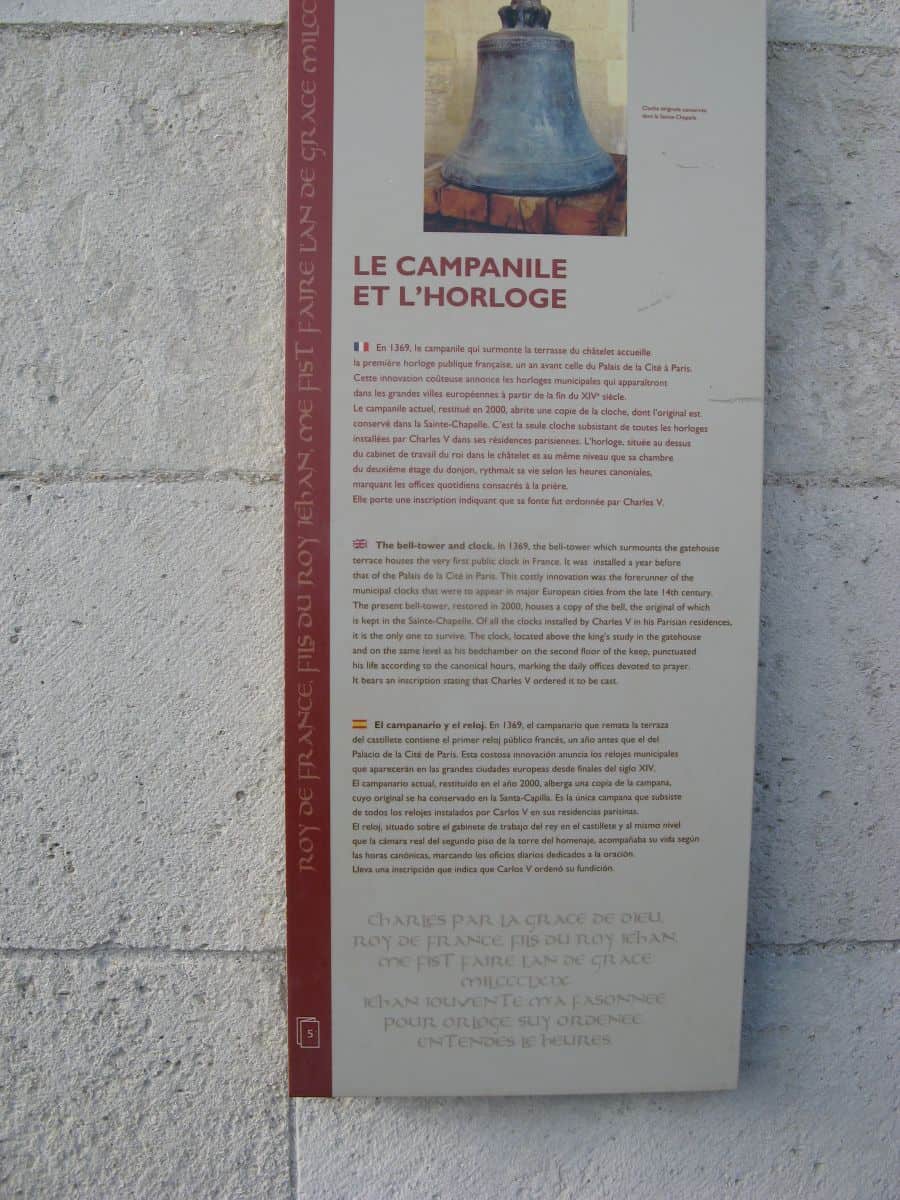 Cloche originale conservée
dans la Sainte-Chapelle.
LE CAMPANILE
ET L'HORLOGE
En 1369, le campanile qui surmonte la terrasse du châtelet accueille
la première horloge publique française, un an avant celle du Palais de la Cité à Paris.
Cette innovation coûteuse annonce les horloges municipales qui apparaîtront
dans les grandes villes européennes à partir de la fin du XIVe siècle.
Le campanile actuel, restitué en 2000, abrite une copie de la cloche, dont l'original est
conservé dans la Sainte-Chapelle. C'est la seule cloche subsistant de toutes les horloges
installées par Charles V dans ses résidences parisiennes. L'horloge, située au dessus
du cabinet de travail du roi dans le châtelet et au même niveau que sa chambre
du deuxième étage du donjon, rythmait sa vie selon les heures canoniales,
marquant les offices quotidiens consacrés à la prière.
Elle porte une inscription indiquant que sa fonte fut ordonnée par Charles V.
The bell-tower and clock. In 1369, the bell-tower which surmounts the gatehouse
terrace houses the very first public clock in France. It was installed a year before
that of the Palais de la Cité in Paris. This costly innovation was the forerunner of the
municipal clocks that were to appear in major European cities from the late 14th century.
The present bell-tower, restored in 2000, houses a copy of the bell, the original of which
is kept in the Sainte-Chapelle. Of all the clocks installed by Charles V in his Parisian residences,
it is the only one to survive. The clock, located above the king's study in the gatehouse
and on the same level as his bedchamber on the second floor of the keep, punctuated
his life according to the canonical hours, marking the daily offices devoted to prayer.
It bears an inscription stating that Charles V ordered it to be cast.
El campanario y el reloj. En 1369, el campanario que remata la terraza
del castillete contiene el primer reloj público francés, un año antes que el del
Palacio de la Cité de París. Esta costosa innovación anuncia los relojes municipales
que aparecerán en las grandes ciudades europeas desde finales del siglo XIV.
El campanario actual, restituido en el año 2000, alberga una copia de la campana,
cuyo original se ha conservado en la Santa-Capilla. Es la única campana que subsiste
de todos los relojes instalados por Carlos V en sus residencias parisinas.
El reloj, situado sobre el gabinete de trabajo del rey en el castillete y al mismo nivel
que la cámara real del segundo piso de la torre del homenaje, acompañaba su vida según
las horas canónicas, marcando los oficios diarios dedicados a la oración.
Lleva una inscripción que indica que Carlos V ordenó su fundición.
CHARLES PAR LA GRACE DE DIEU,
ROY DE FRANCE, FILS DU ROY IEHAN,
ME FIST FAIRE L'AN DE GRACE
MILCCCLXIX
IEHAN IOUVENTE M'A FASONNEE
POUR ORLOGE SUY ORDENEE
ENTENDES LE HEURES
ROY DE FRANCE, FILS DU ROY IEHAN, ME FIST FAIRE L'AN DE GRACE MILCC
5